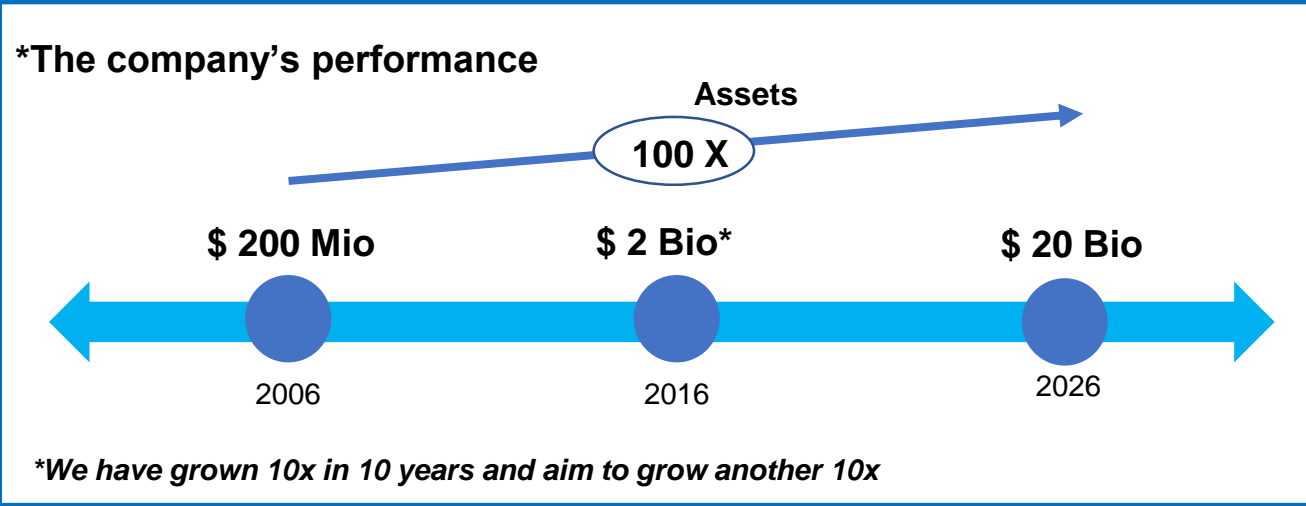 *The company’s performance
Assets
100 X
$ 200 Mio
$ 2 Bio*
$ 20 Bio
2006
2016
2026
*We have grown 10x in 10 years and aim to grow another 10x